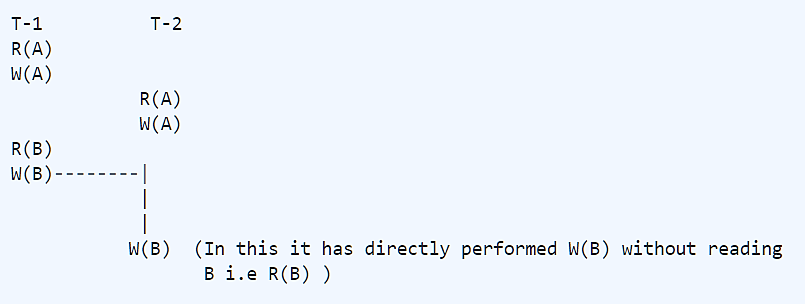 T-1 T-2
R(A)
W(A)
R(A)
W(A)
R(B)
W(B)--------|
|
|
W(B) (In this it has directly performed W(B) without reading
B i.e R(B) )